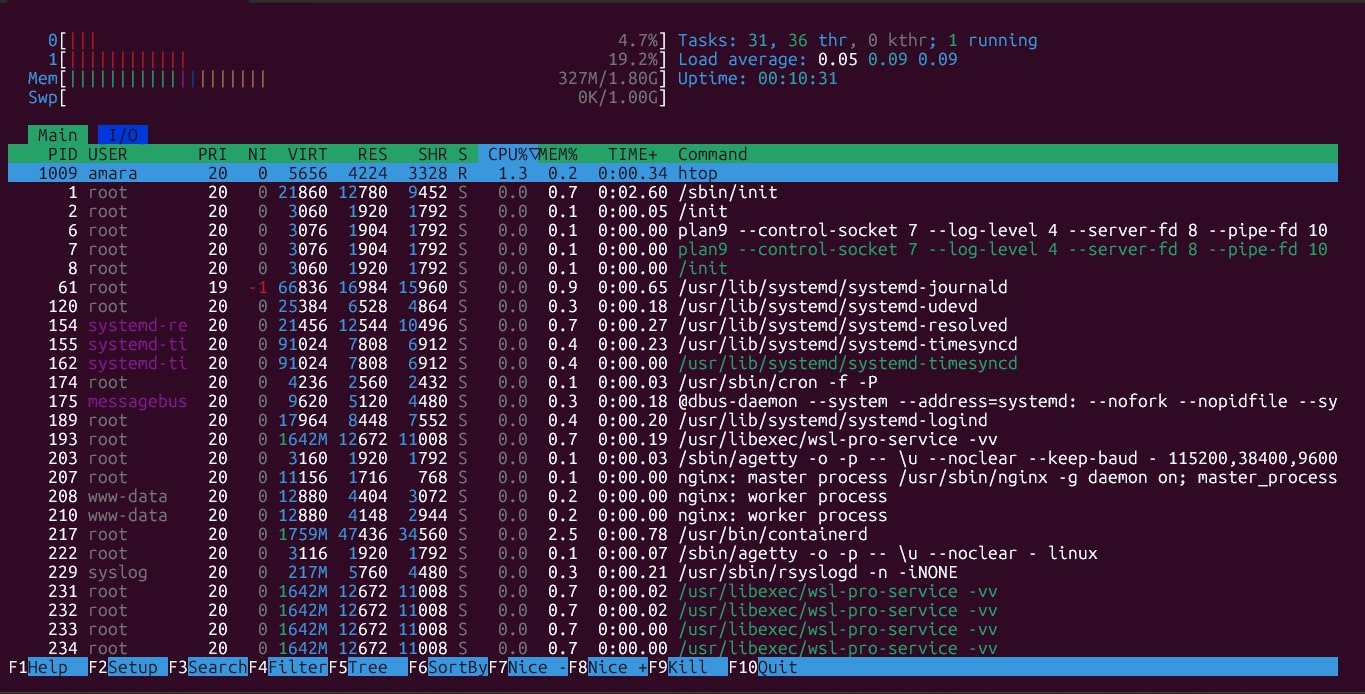 0[||| 4.7%] Tasks: 31, 36 thr, 0 kthr; 1 running
1[|||||||||||| 19.2%] Load average: 0.05 0.09 0.09
Mem[|||||||||||||||||||| 327M/1.80G] Uptime: 00:10:31
Swp[ 0K/1.00G]
Main I/O
PID USER PRI NI VIRT RES SHR S CPU%▽MEM% TIME+ Command
1009 amara 20 0 5656 4224 3328 R 1.3 0.2 0:00.34 htop
1 root 20 0 21860 12780 9452 S 0.0 0.7 0:02.60 /sbin/init
2 root 20 0 3060 1920 1792 S 0.0 0.1 0:00.05 /init
6 root 20 0 3076 1904 1792 S 0.0 0.1 0:00.00 plan9 --control-socket 7 --log-level 4 --server-fd 8 --pipe-fd 10
7 root 20 0 3076 1904 1792 S 0.0 0.1 0:00.00 plan9 --control-socket 7 --log-level 4 --server-fd 8 --pipe-fd 10
8 root 20 0 3060 1920 1792 S 0.0 0.1 0:00.00 /init
61 root 19 -1 66836 16984 15960 S 0.0 0.9 0:00.65 /usr/lib/systemd/systemd-journald
120 root 20 0 25384 6528 4864 S 0.0 0.3 0:00.18 /usr/lib/systemd/systemd-udevd
154 systemd-re 20 0 21456 12544 10496 S 0.0 0.7 0:00.27 /usr/lib/systemd/systemd-resolved
155 systemd-ti 20 0 91024 7808 6912 S 0.0 0.4 0:00.23 /usr/lib/systemd/systemd-timesyncd
162 systemd-ti 20 0 91024 7808 6912 S 0.0 0.4 0:00.00 /usr/lib/systemd/systemd-timesyncd
174 root 20 0 4236 2560 2432 S 0.0 0.1 0:00.03 /usr/sbin/cron -f -P
175 messagebus 20 0 9620 5120 4480 S 0.0 0.3 0:00.18 @dbus-daemon --system --address=systemd: --nofork --nopidfile --sy
189 root 20 0 17964 8448 7552 S 0.0 0.4 0:00.20 /usr/lib/systemd/systemd-logind
193 root 20 0 1642M 12672 11008 S 0.0 0.7 0:00.19 /usr/libexec/wsl-pro-service -vv
203 root 20 0 3160 1920 1792 S 0.0 0.1 0:00.03 /sbin/agetty -o -p -- \u --noclear --keep-baud - 115200,38400,9600
207 root 20 0 11156 1716 768 S 0.0 0.1 0:00.00 nginx: master process /usr/sbin/nginx -g daemon on; master_process
208 www-data 20 0 12880 4404 3072 S 0.0 0.2 0:00.00 nginx: worker process
210 www-data 20 0 12880 4148 2944 S 0.0 0.2 0:00.00 nginx: worker process
217 root 20 0 1759M 47436 34560 S 0.0 2.5 0:00.78 /usr/bin/containerd
222 root 20 0 3116 1920 1792 S 0.0 0.1 0:00.07 /sbin/agetty -o -p -- \u --noclear - linux
229 syslog 20 0 217M 5760 4480 S 0.0 0.3 0:00.21 /usr/sbin/rsyslogd -n -iNONE
231 root 20 0 1642M 12672 11008 S 0.0 0.7 0:00.02 /usr/libexec/wsl-pro-service -vv
232 root 20 0 1642M 12672 11008 S 0.0 0.7 0:00.02 /usr/libexec/wsl-pro-service -vv
233 root 20 0 1642M 12672 11008 S 0.0 0.7 0:00.00 /usr/libexec/wsl-pro-service -vv
234 root 20 0 1642M 12672 11008 S 0.0 0.7 0:00.00 /usr/libexec/wsl-pro-service -vv
F1Help F2Setup F3SearchF4FilterF5Tree F6SortByF7Nice -F8Nice +F9Kill F10Quit